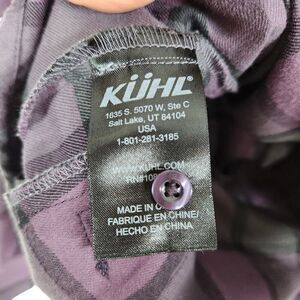 KÜHL
1635 S. 5070 W, Ste C
Salt Lake, UT 84104
USA
1-801-281-3185
WWW.KUHL.COM
MADE IN
FABRIQUE EN CHINE/
HECHO EN CHINA